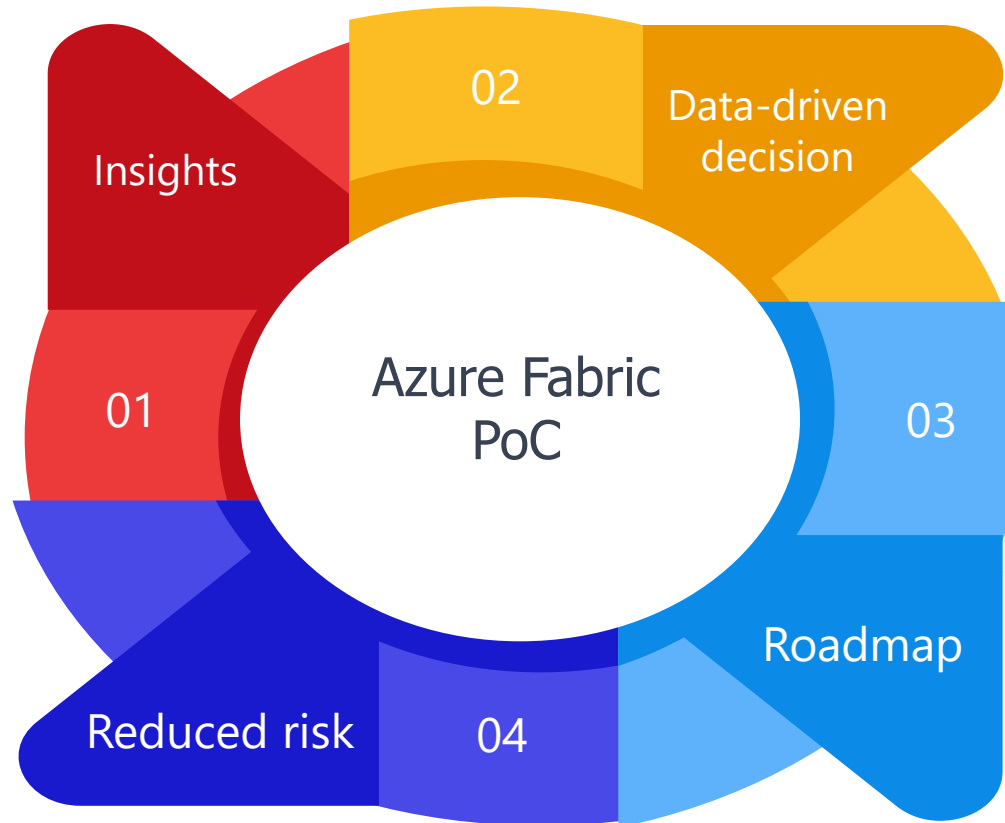 01
Insights
02
Data-driven
decision
03
Roadmap
04
Reduced risk
Azure Fabric
PoC